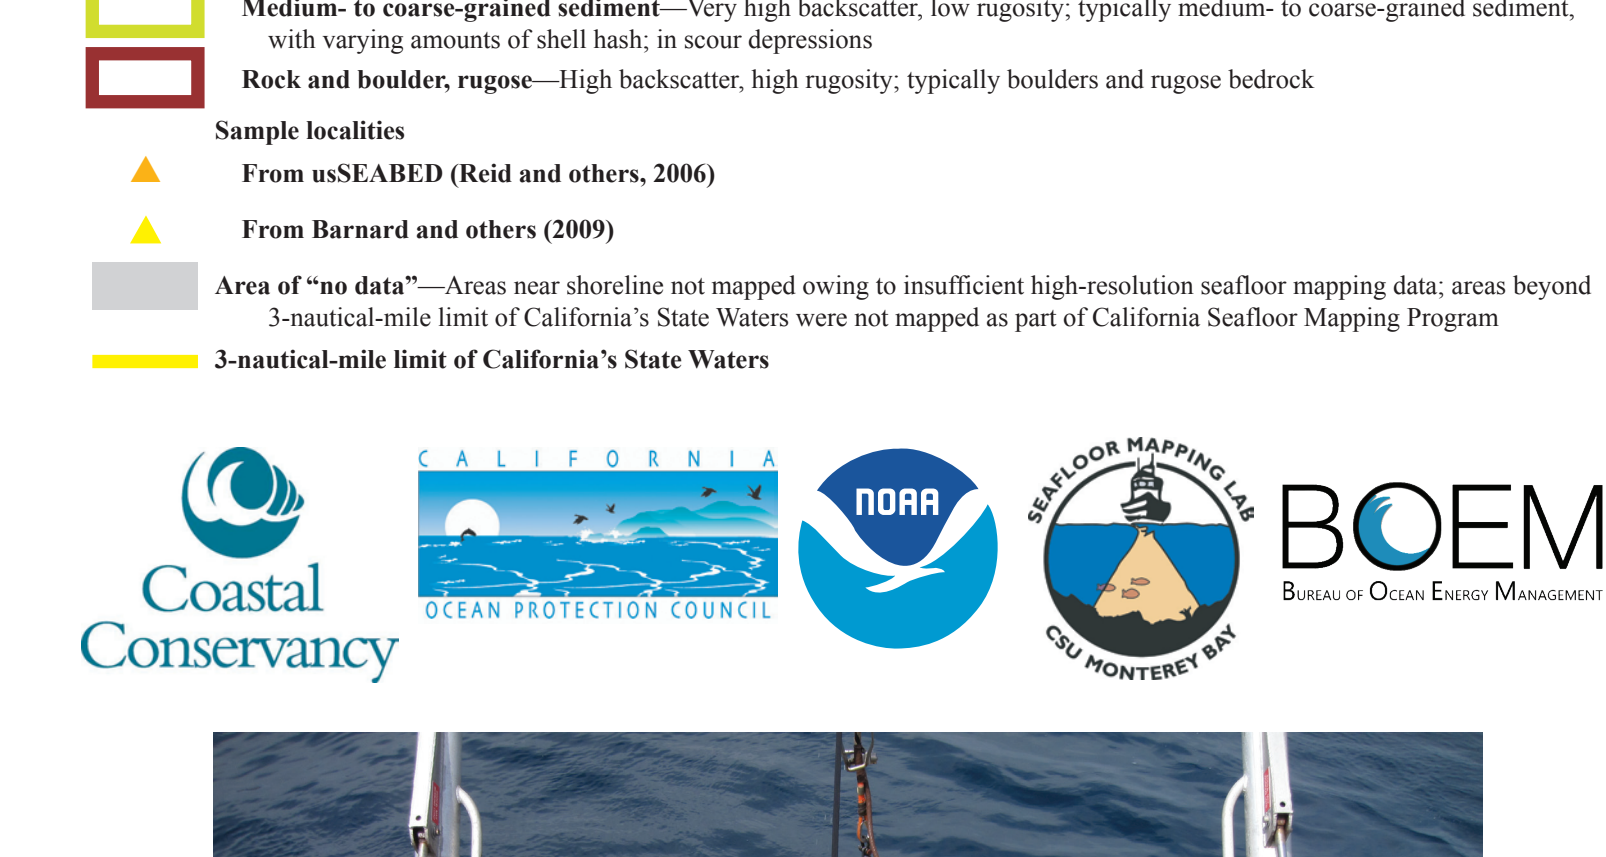 Medium- to coarse-grained sediment—Very high backscatter, low rugosity; typically medium- to coarse-grained sediment,
with varying amounts of shell hash; in scour depressions
Rock and boulder, rugose—High backscatter, high rugosity; typically boulders and rugose bedrock
Sample localities
From usSEABED (Reid and others, 2006)
From Barnard and others (2009)
Area of “no data”—Areas near shoreline not mapped owing to insufficient high-resolution seafloor mapping data; areas beyond
3-nautical-mile limit of California’s State Waters were not mapped as part of California Seafloor Mapping Program
3-nautical-mile limit of California’s State Waters
Coastal
Conservancy
CALIFORNIA
OCEAN PROTECTION COUNCIL
NOAA
SEAFLOOR MAPPING LAB
CSU MONTEREY BAY
BOEM
BUREAU OF OCEAN ENERGY MANAGEMENT